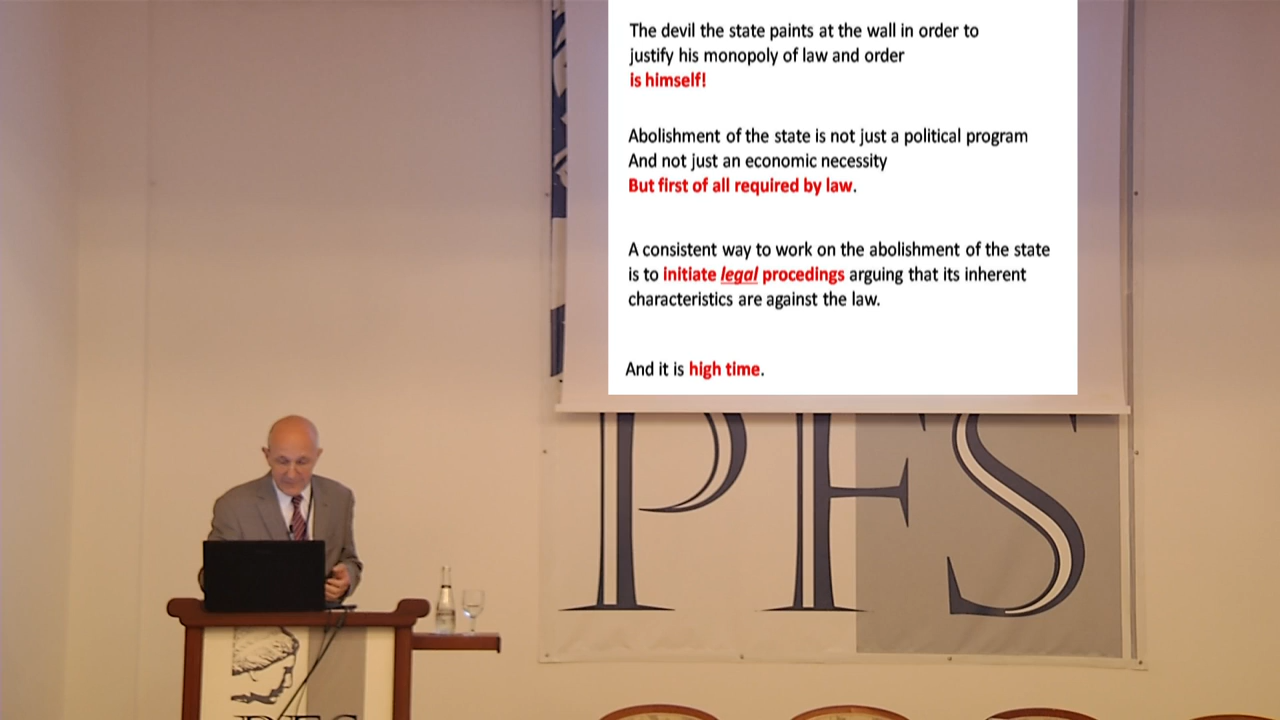 The devil the state paints at the wall in order to
justify his monopoly of law and order
is himself!
Abolishment of the state is not just a political program
And not just an economic necessity
But first of all required by law.
A consistent way to work on the abolishment of the state
is to initiate legal procedings arguing that its inherent
characteristics are against the law.
And it is high time.
PFS
PFS